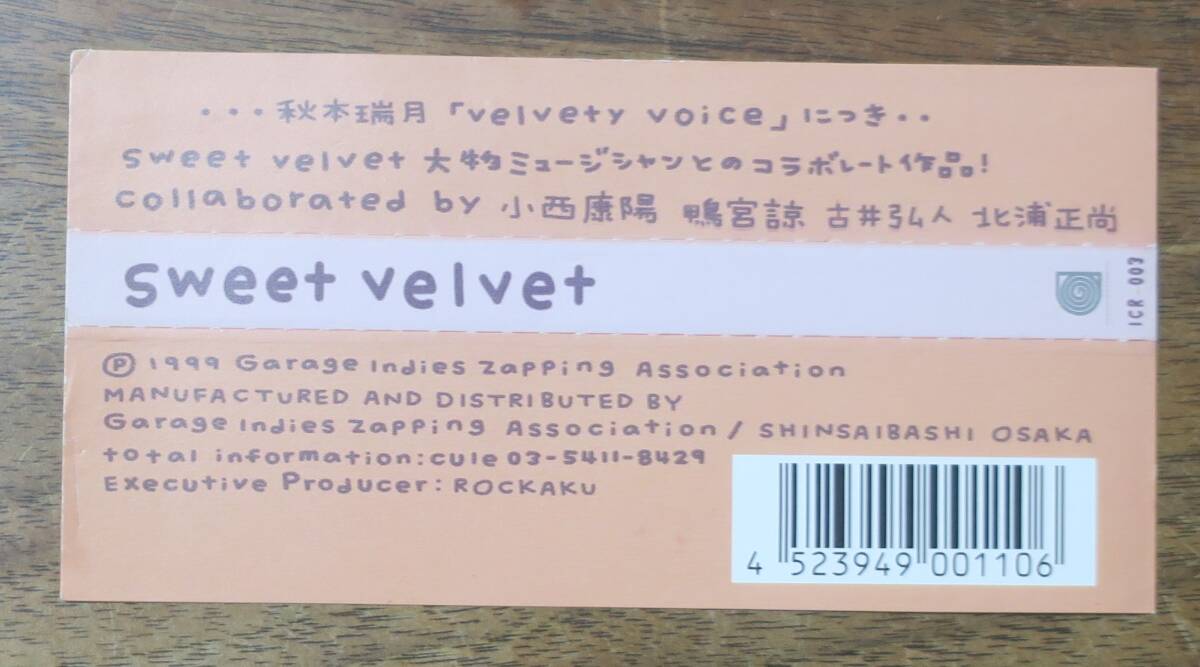 ・・・秋本瑞月「velvety voice」につき・・
sweet velvet 大物ミュージシャンとのコラボレート作品!
collaborated by 小西康陽 鴨宮諒 古井弘人 北浦正尚
sweet velvet
ICR-003
Ⓟ 1999 Garage Indies Zapping Association
MANUFACTURED AND DISTRIBUTED BY
Garage Indies Zapping Association / SHINSAIBASHI OSAKA
total information:cule 03-5411-8429
Executive Producer: ROCKAKU
4 523949 001106